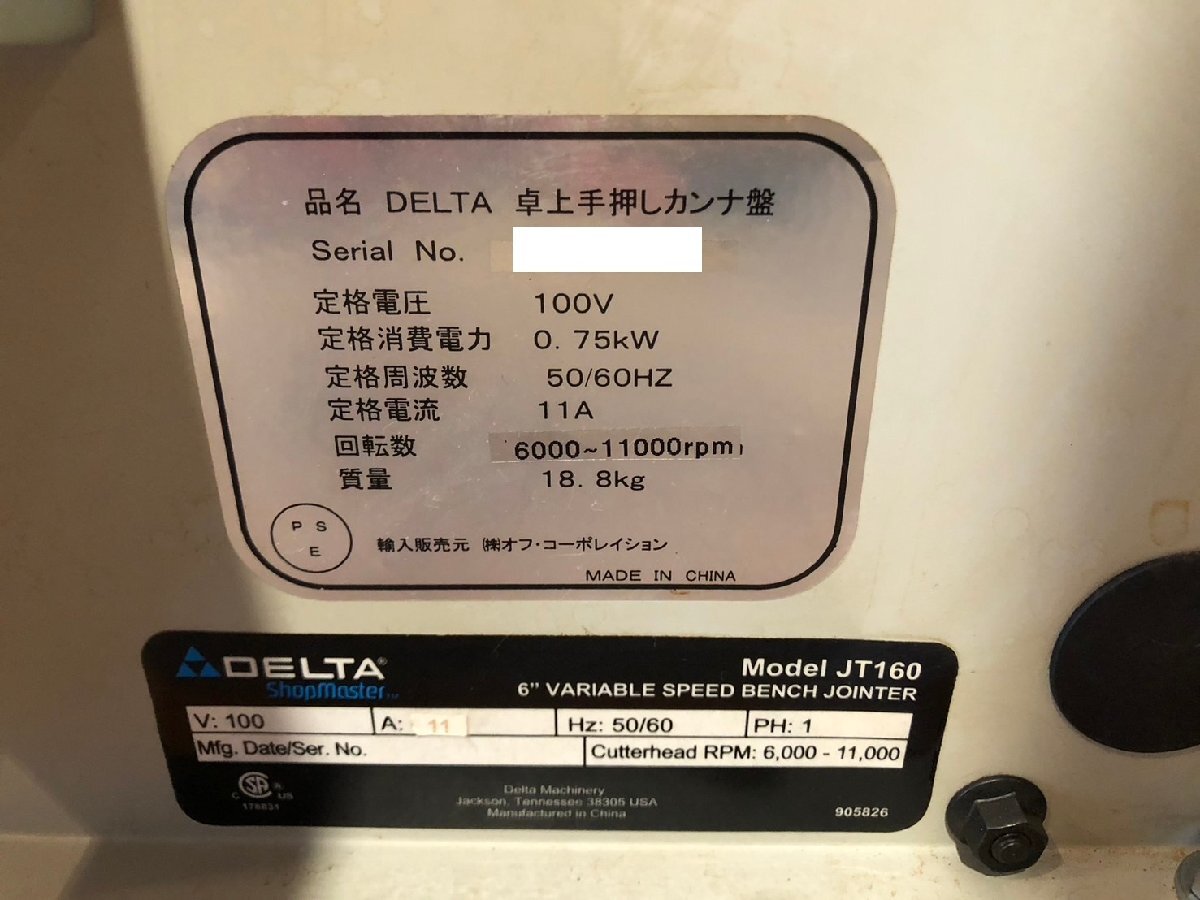 品名 DELTA 卓上手押しカンナ盤
Serial No.
定格電圧 100V
定格消費電力 0.75kW
定格周波数 50/60HZ
定格電流 11A
回転数 6000~11000rpm
質量 18.8kg
P S
E
輸入販売元 ㈱オフ・コーポレイション
MADE IN CHINA
DELTA®
ShopMaster
Model JT160
6" VARIABLE SPEED BENCH JOINTER
V: 100 A: 11 Hz: 50/60 PH: 1
Mfg. Date/Ser. No. Cutterhead RPM: 6,000 - 11,000
C SA ® US
Delta Machinery
Jackson, Tennessee 38305 USA
Manufactured in China
905826